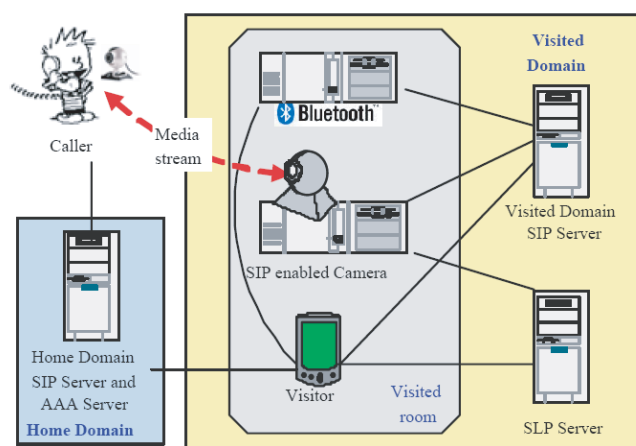 Visited
Domain
Bluetooth™
Media
stream
Caller
Visited Domain
SIP Server
SIP enabled Camera
Home Domain
SIP Server and
AAA Server
Home Domain
Visitor
Visited
room
SLP Server